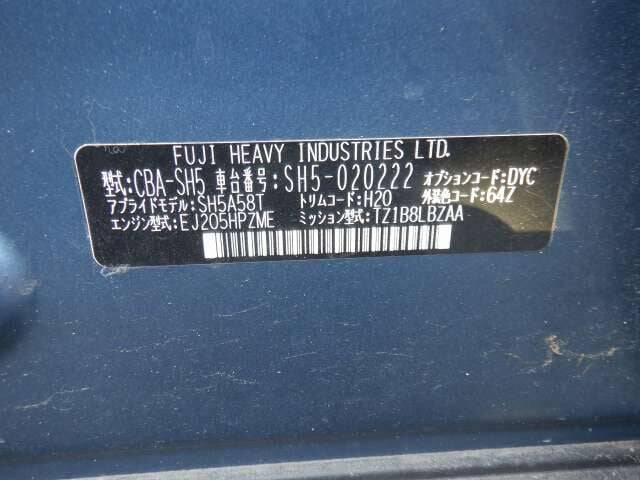 FUJI HEAVY INDUSTRIES LTD.
型式:CBA-SH5 車台番号:SH5-020222 オプションコード:DYC
アプライドモデル:SH5A58T トリムコード:H20 外装色コード:64Z
エンジン型式:EJ205HPZME ミッション型式:TZ1B8LBZAA